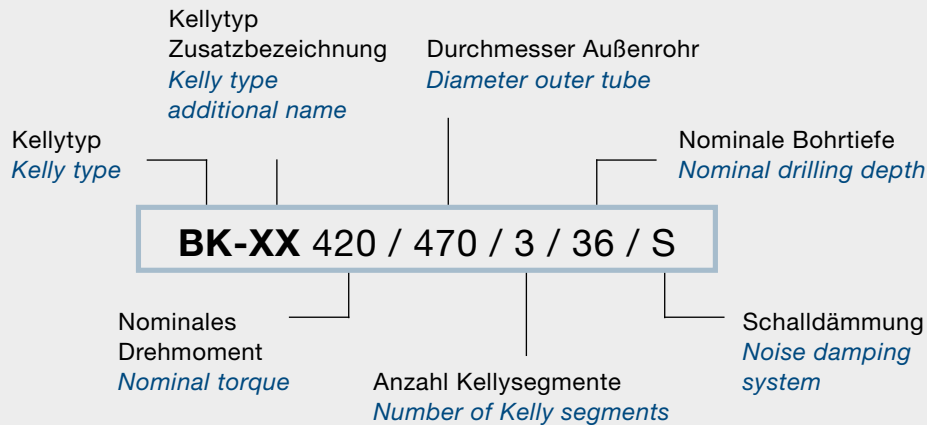 Kellytyp
Zusatzbezeichnung
Kelly type
additional name
Durchmesser Außenrohr
Diameter outer tube
Kellytyp
Kelly type
Nominale Bohrtiefe
Nominal drilling depth
BK-XX 420 / 470 / 3 / 36 / S
Nominales
Drehmoment
Nominal torque
Anzahl Kellysegmente
Number of Kelly segments
Schalldämmung
Noise damping
system